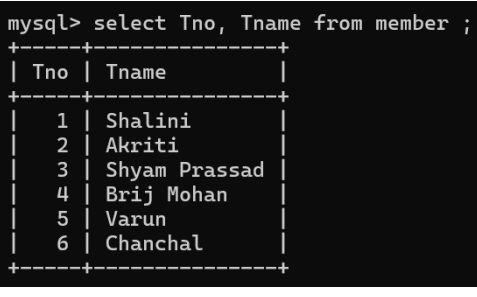 mysql> select Tno, Tname from member ;
+-----+---------------+
| Tno | Tname         |
+-----+---------------+
|   1 | Shalini       |
|   2 | Akriti        |
|   3 | Shyam Prassad |
|   4 | Brij Mohan    |
|   5 | Varun         |
|   6 | Chanchal      |
+-----+---------------+